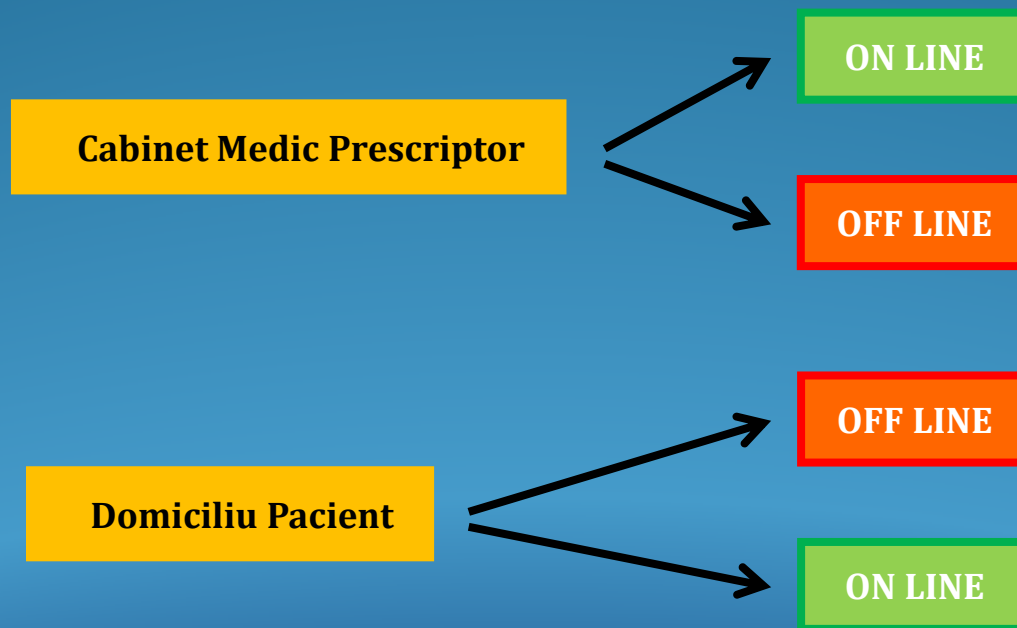 ON LINE
Cabinet Medic Prescriptor
OFF LINE
OFF LINE
Domiciliu Pacient
ON LINE